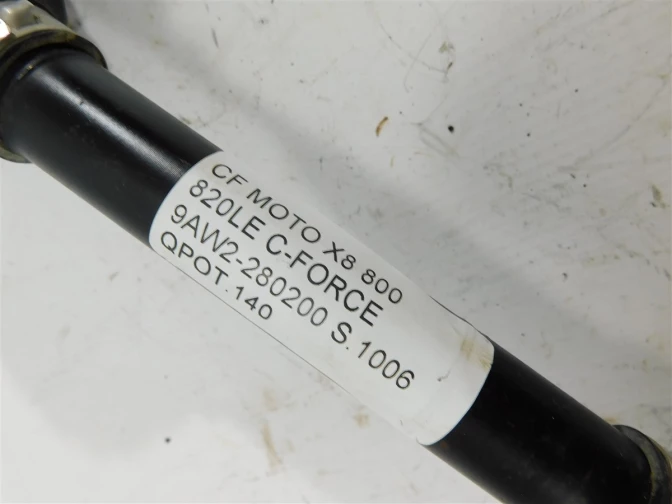 CF MOTO X8 800
820LE C-FORCE
9AW2-280200 S.1006
QPOT.140